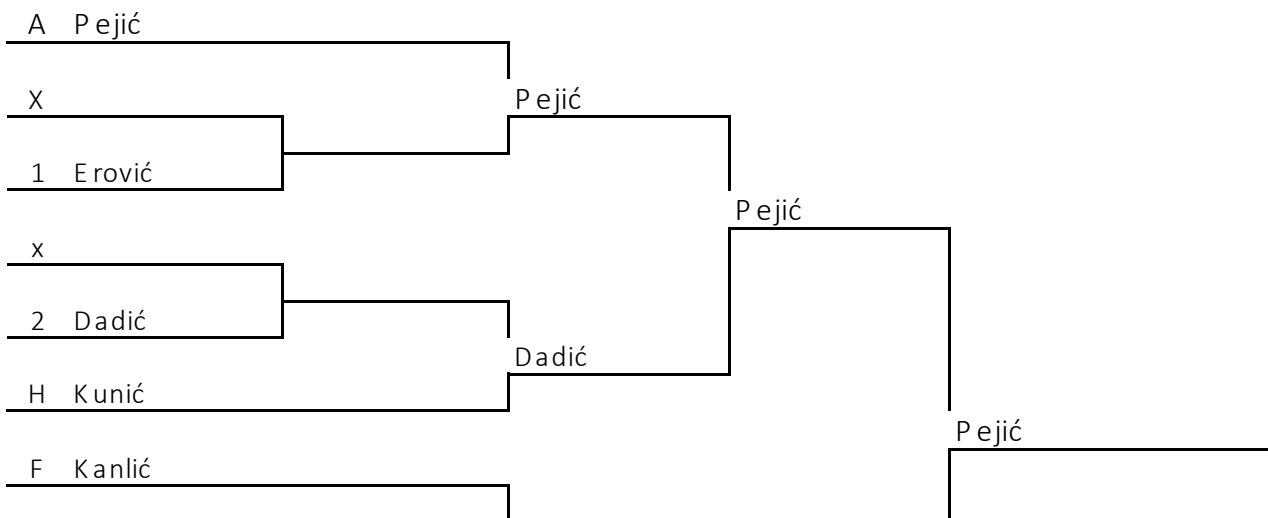 A Pejić
X
Pejić
1 Erović
Pejić
x
2 Dadić
Dadić
H Kunić
Pejić
F Kanlić